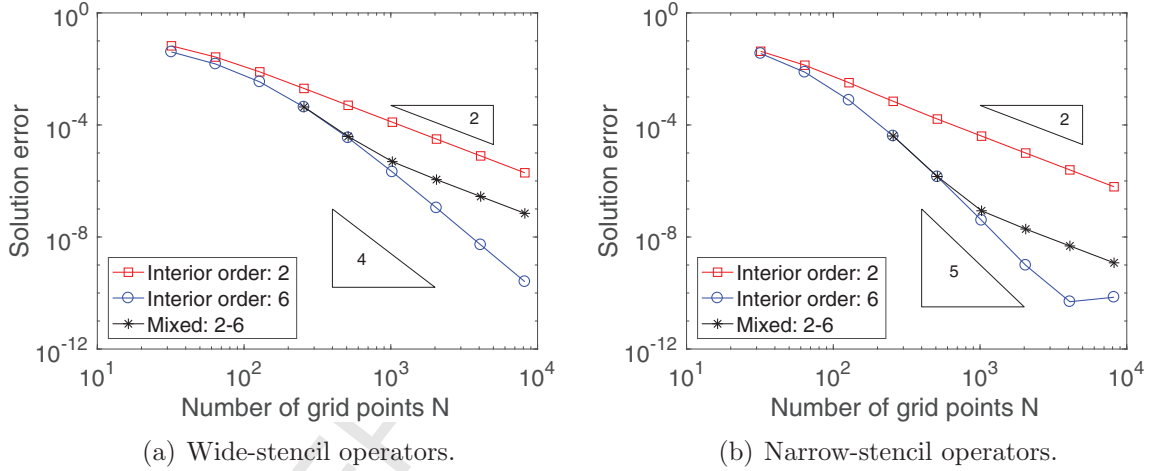 10^0
10^-4
10^-8
10^-12
Solution error
2
4
Interior order: 2
Interior order: 6
Mixed: 2-6
10^1
10^2
10^3
10^4
Number of grid points N
(a) Wide-stencil operators.
10^0
10^-4
10^-8
10^-12
Solution error
2
5
Interior order: 2
Interior order: 6
Mixed: 2-6
10^1
10^2
10^3
10^4
Number of grid points N
(b) Narrow-stencil operators.